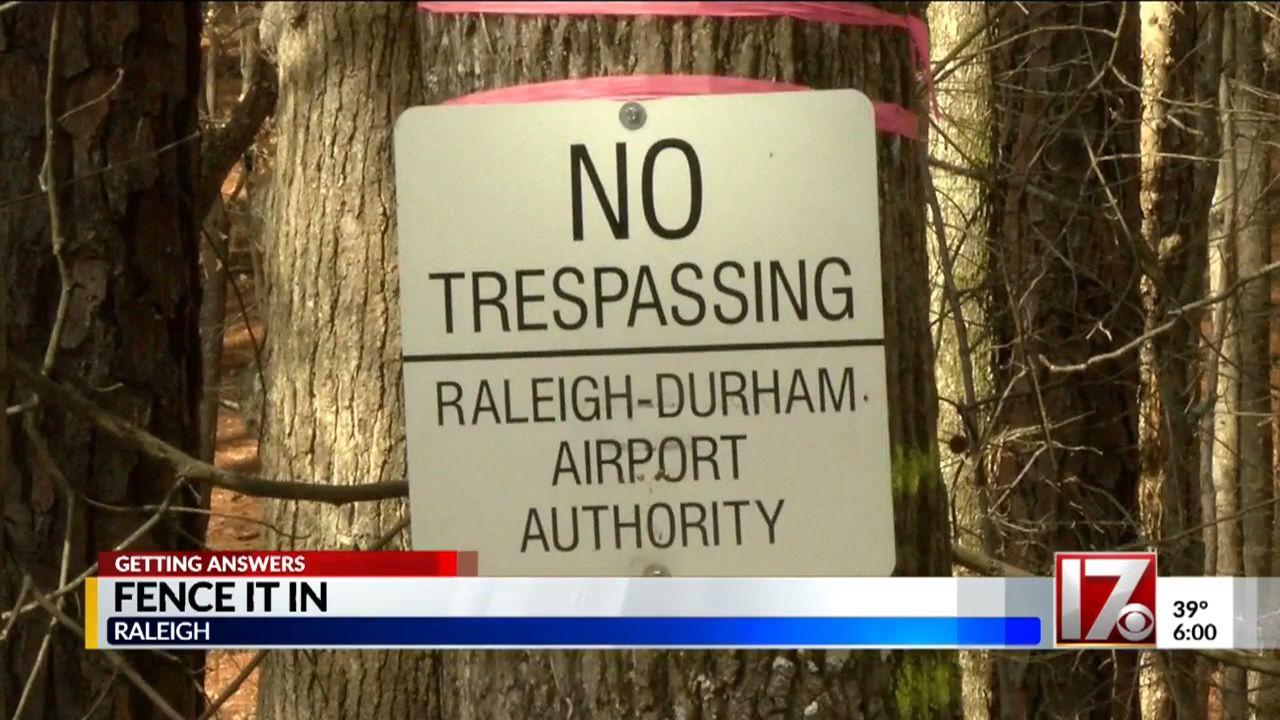 NO
TRESPASSING
RALEIGH-DURHAM
AIRPORT
AUTHORITY
GETTING ANSWERS
FENCE IT IN
RALEIGH
17
39°
6:00